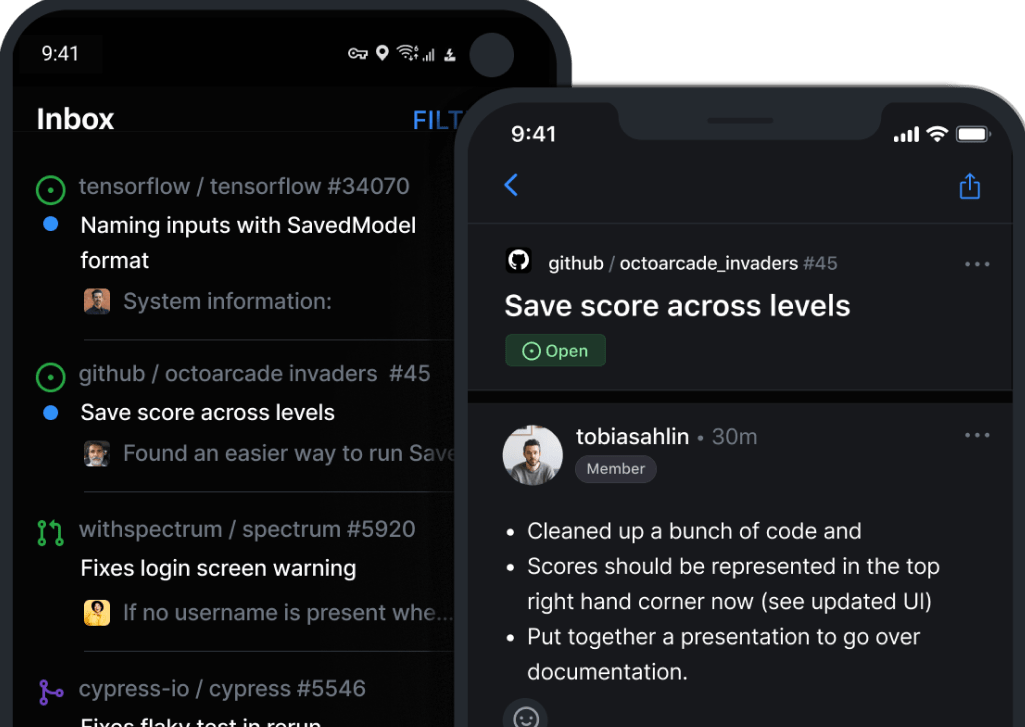 9:41
Inbox
FILT
tensorflow / tensorflow #34070
Naming inputs with SavedModel
format
System information:
github / octoarcade invaders #45
Save score across levels
Found an easier way to run Save
withspectrum / spectrum #5920
Fixes login screen warning
If no username is present whe...
cypress-io / cypress #5546
Fixes flaky test in rerun
9:41
github / octoarcade_invaders #45
Save score across levels
Open
tobiasahlin • 30m
Member
• Cleaned up a bunch of code and
• Scores should be represented in the top
right hand corner now (see updated UI)
• Put together a presentation to go over
documentation.